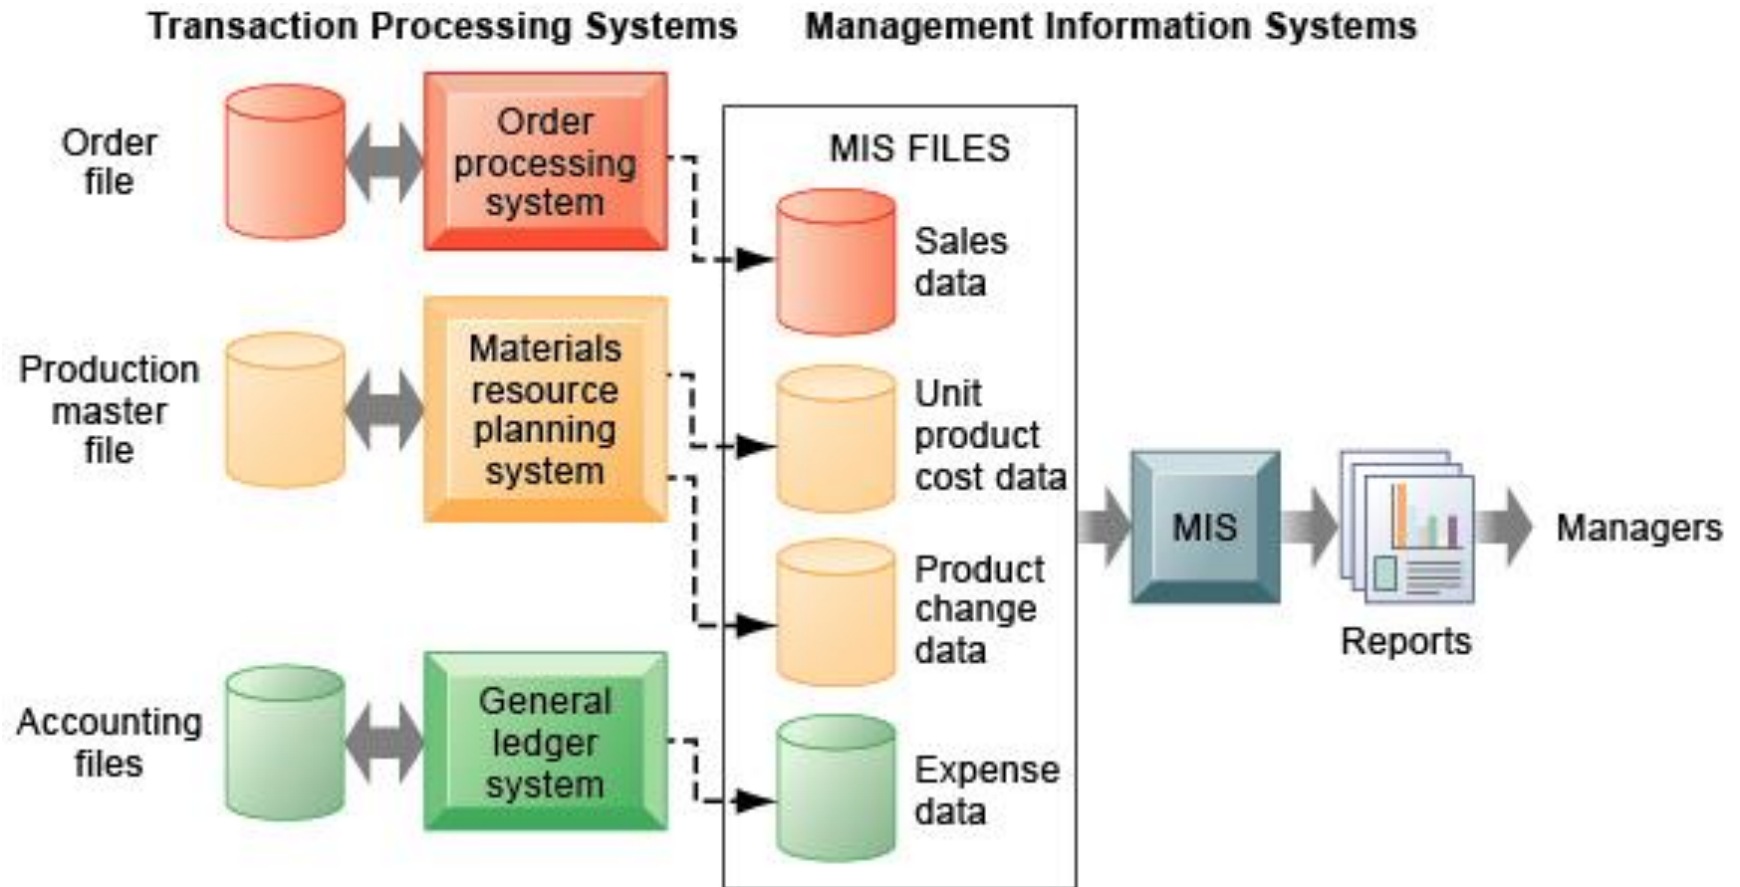 Transaction Processing Systems
Management Information Systems
Order
file
Order
processing
system
Production
master
file
Materials
resource
planning
system
Accounting
files
General
ledger
system
MIS FILES
Sales
data
Unit
product
cost data
Product
change
data
Expense
data
MIS
Reports
Managers